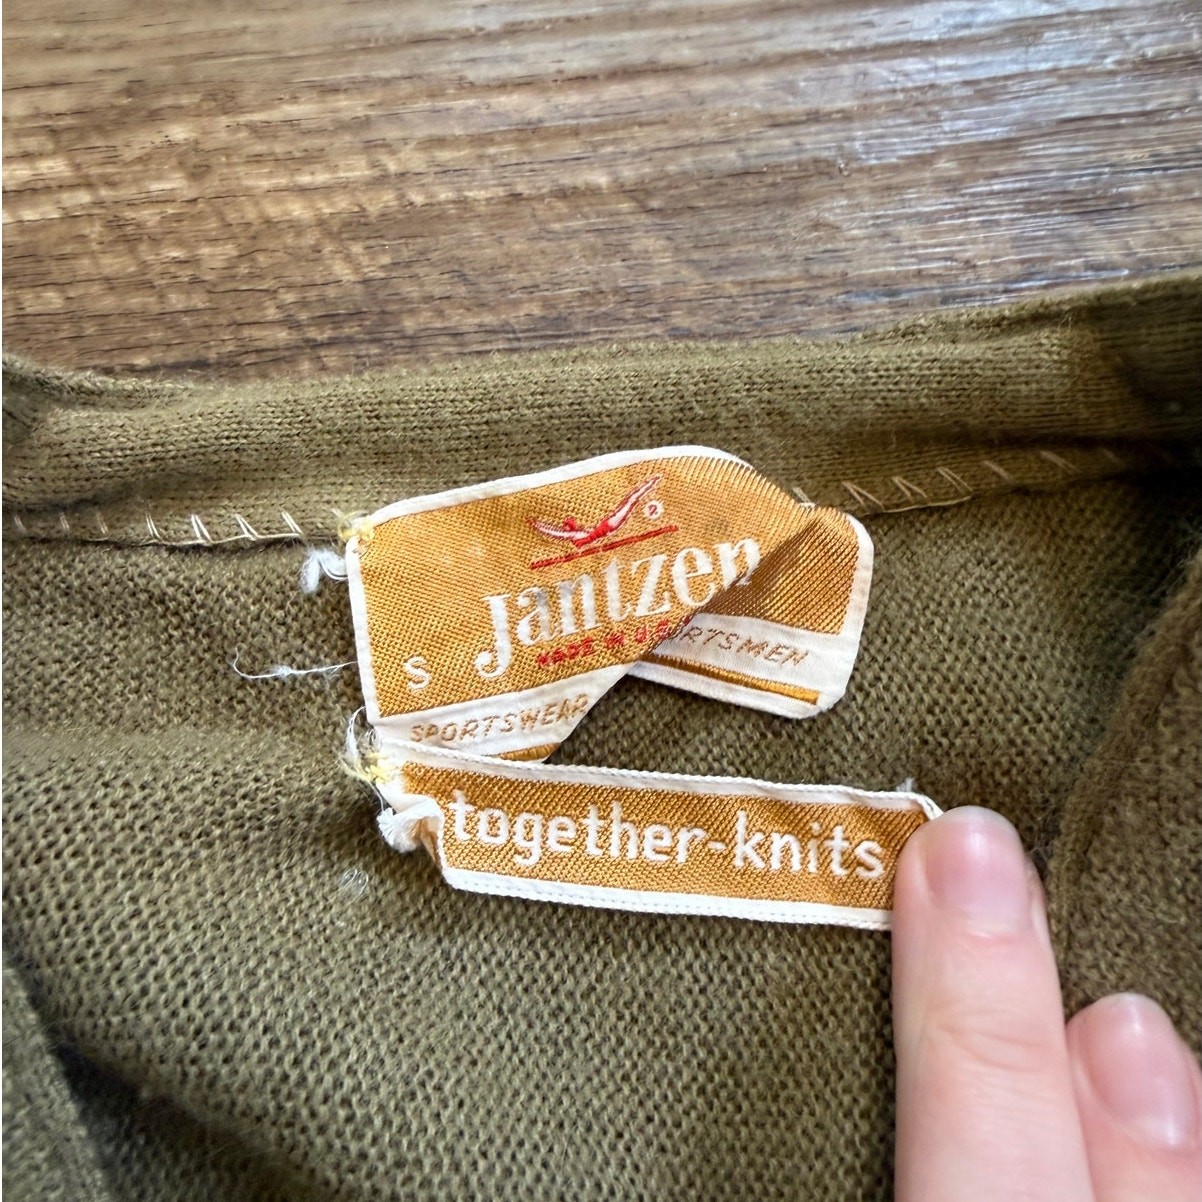 ®
Jantzen
MADE IN U.S.
S
SPORTSWEAR
SPORTSMEN
together-knits